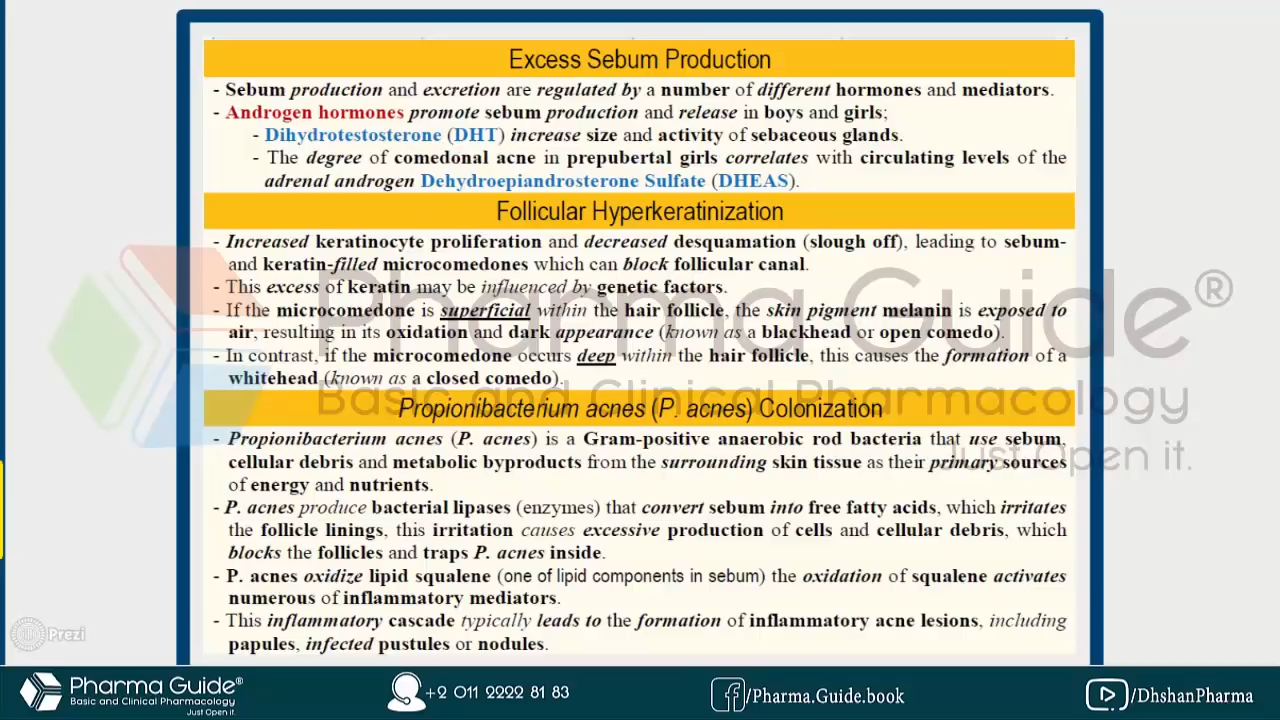 Excess Sebum Production
- Sebum production and excretion are regulated by a number of different hormones and mediators.
- Androgen hormones promote sebum production and release in boys and girls;
- Dihydrotestosterone (DHT) increase size and activity of sebaceous glands.
- The degree of comedonal acne in prepubertal girls correlates with circulating levels of the
adrenal androgen Dehydroepiandrosterone Sulfate (DHEAS).
Follicular Hyperkeratinization
- Increased keratinocyte proliferation and decreased desquamation (slough off), leading to sebum-
and keratin-filled microcomedones which can block follicular canal.
- This excess of keratin may be influenced by genetic factors.
- If the microcomedone is superficial within the hair follicle, the skin pigment melanin is exposed to
air, resulting in its oxidation and dark appearance (known as a blackhead or open comedo).
- In contrast, if the microcomedone occurs deep within the hair follicle, this causes the formation of a
whitehead (known as a closed comedo).
Propionibacterium acnes (P. acnes) Colonization
- Propionibacterium acnes (P. acnes) is a Gram-positive anaerobic rod bacteria that use sebum,
cellular debris and metabolic byproducts from the surrounding skin tissue as their primary sources
of energy and nutrients.
- P. acnes produce bacterial lipases (enzymes) that convert sebum into free fatty acids, which irritates
the follicle linings, this irritation causes excessive production of cells and cellular debris, which
blocks the follicles and traps P. acnes inside.
- P. acnes oxidize lipid squalene (one of lipid components in sebum) the oxidation of squalene activates
numerous of inflammatory mediators.
- This inflammatory cascade typically leads to the formation of inflammatory acne lesions, including
papules, infected pustules or nodules.
Pharma Guide®
Basic and Clinical Pharmacology
Just Open it.
Prezi
Pharma Guide®
Basic and Clinical Pharmacology
Just Open it.
+2 011 2222 81 83
/Pharma.Guide.book
/DhshanPharma